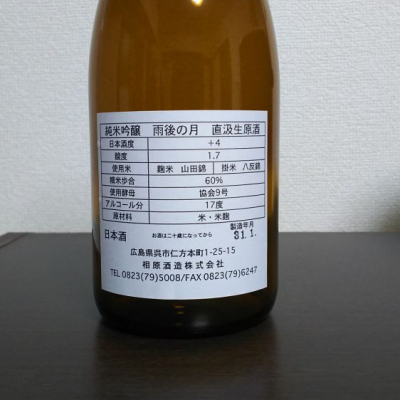 純米吟醸 雨後の月 直汲生原酒
日本酒度 +4
酸度 1.7
使用米 麹米 山田錦 掛米 八反錦
精米歩合 60%
使用酵母 協会9号
アルコール分 17度
原材料 米・米麹
製造年月
日本酒 お酒は二十歳になってから 31.1.
広島県呉市仁方本町1-25-15
相原酒造株式会社
TEL 0823(79)5008/FAX 0823(79)6247